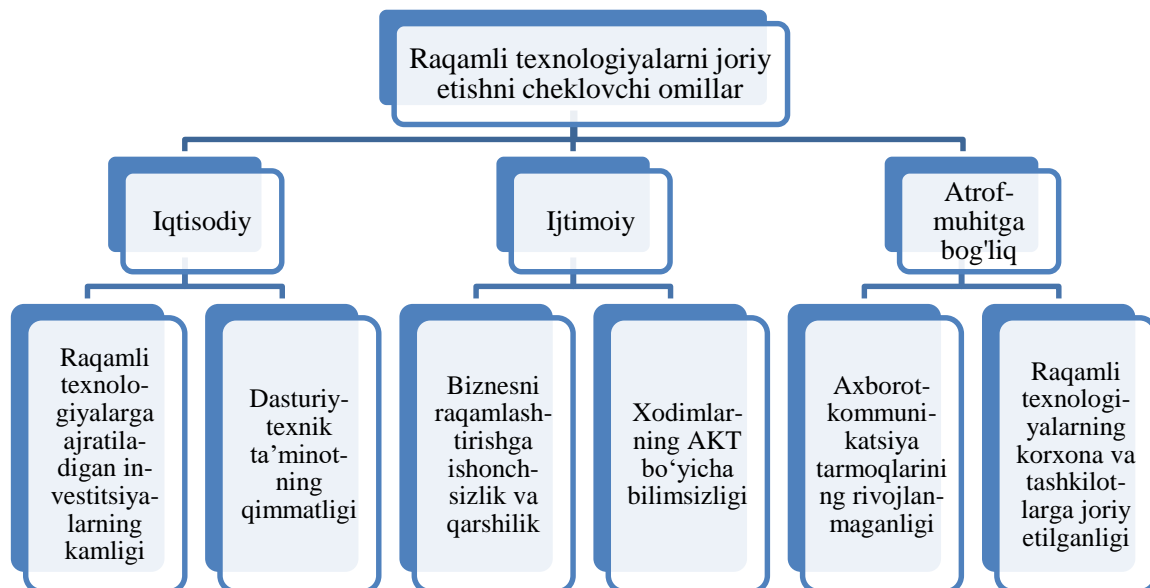 Raqamli texnologiyalarni joriy
etishni cheklovchi omillar
Iqtisodiy
Ijtimoiy
Atrof-
muhitga
bog'liq
Raqamli
texnolo-
giyalarga
ajratila-
digan in-
vestitsiya-
larning
kamligi
Dasturiy-
texnik
ta’minot-
ning
qimmatligi
Biznesni
raqamlash-
tirishga
ishonch-
sizlik va
qarshilik
Xodimlar-
ning AKT
bo‘yicha
bilimsizligi
Axborot-
kommuni-
katsiya
tarmoqlarini
ng rivojlan-
maganligi
Raqamli
texnologi-
yalarning
korxona va
tashkilot-
larga joriy
etilganligi